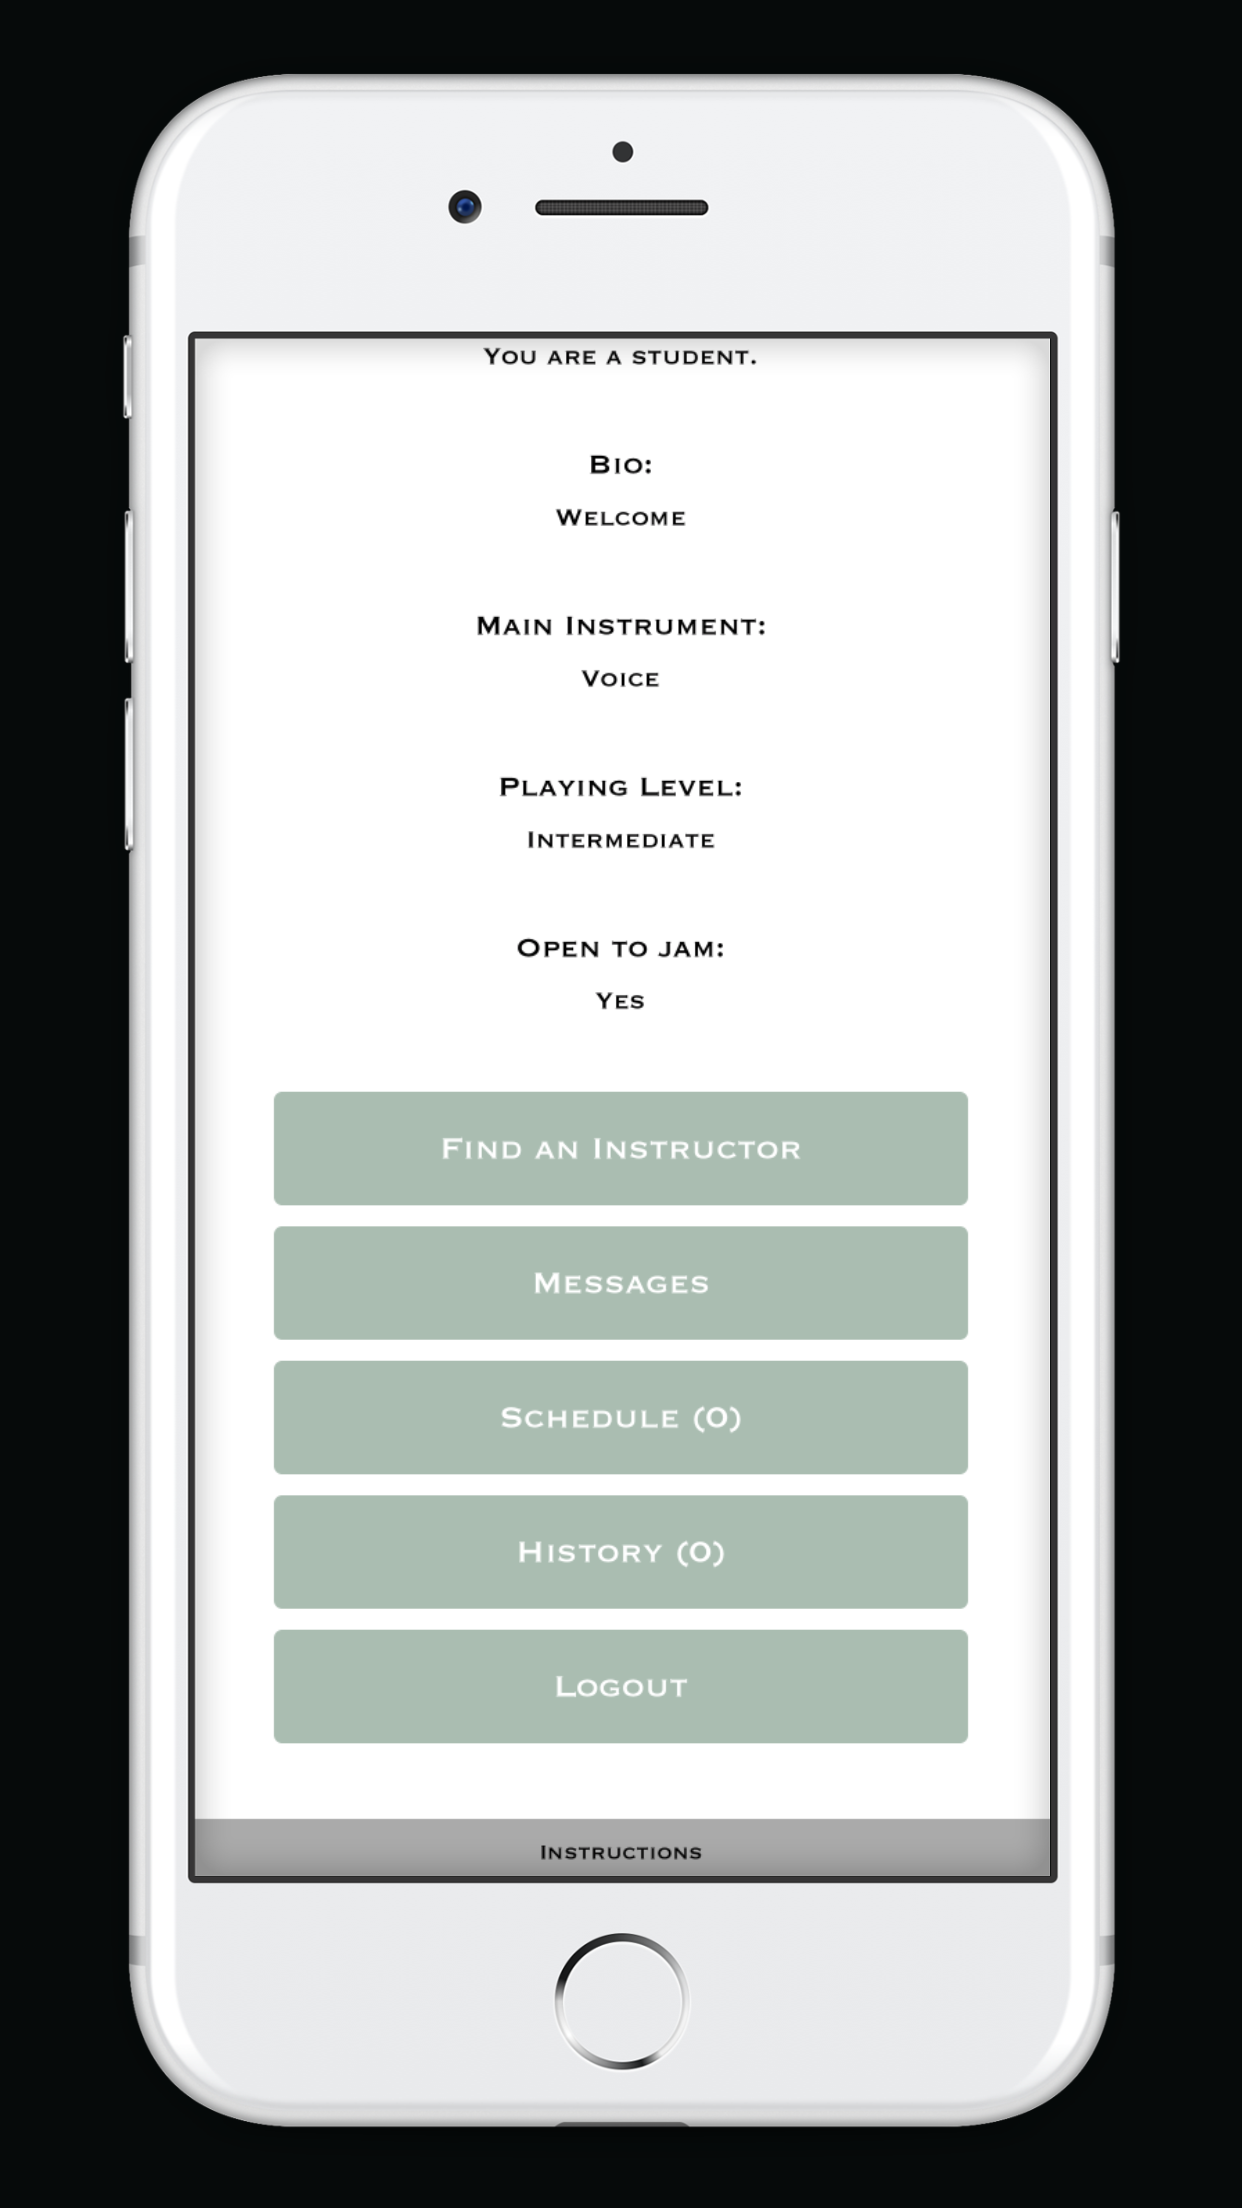 You are a student.
Bio:
Welcome
Main Instrument:
Voice
Playing Level:
Intermediate
Open to jam:
Yes
Find an Instructor
Messages
Schedule (0)
History (0)
Logout
Instructions